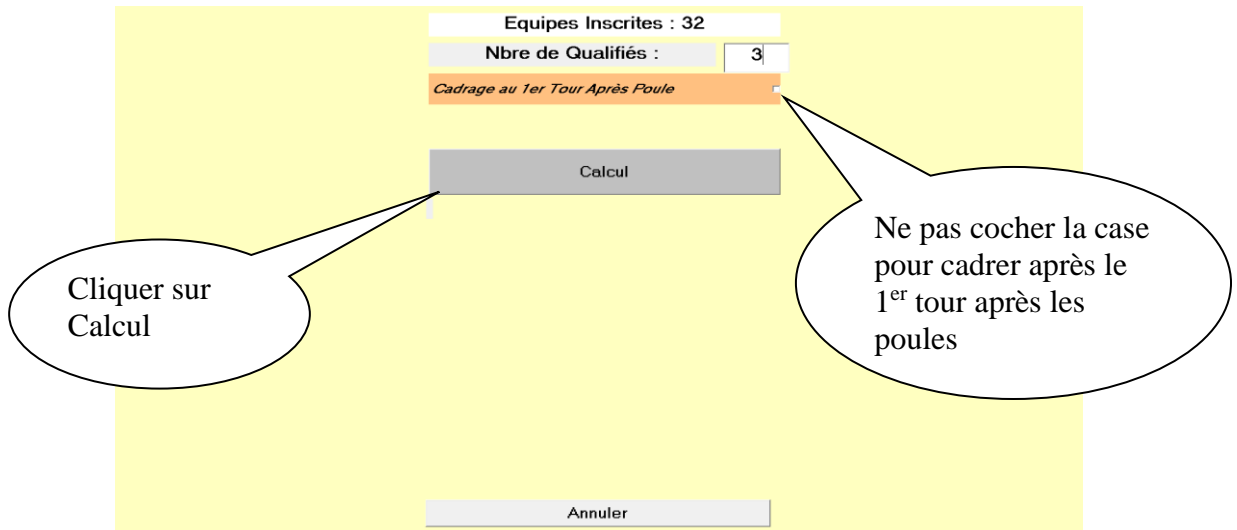 Equipes Inscrites : 32
Nbre de Qualifiés : 3
Cadrage au 1er Tour Après Poule
Calcul
Cliquer sur
Calcul
Ne pas cocher la case
pour cadrer après le
1er tour après les
poules
Annuler